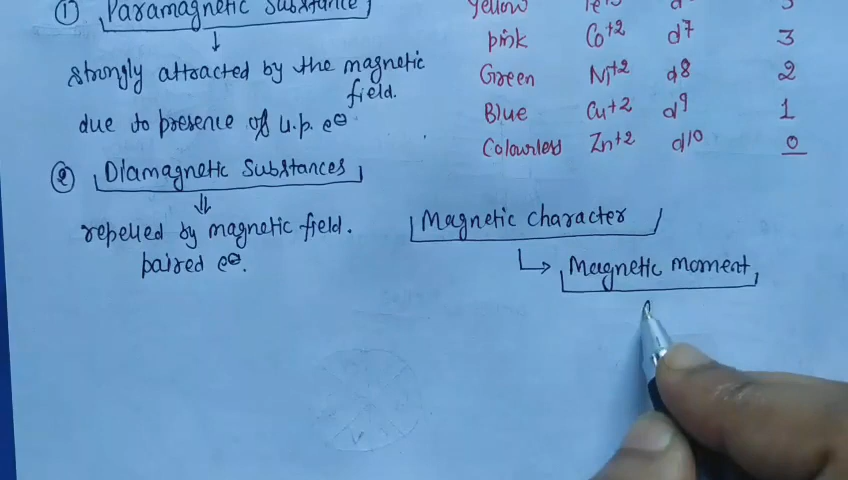 ① Paramagnetic Substance
strongly attracted by the magnetic
field.
due to presence of u.p. e⊖
② Diamagnetic Substances
repelled by magnetic field.
paired e⊖.
Yellow
pink Co+2 d7 3
Green Ni+2 d8 2
Blue Cu+2 d9 1
Colourless Zn+2 d10 0
Magnetic character
Magnetic moment